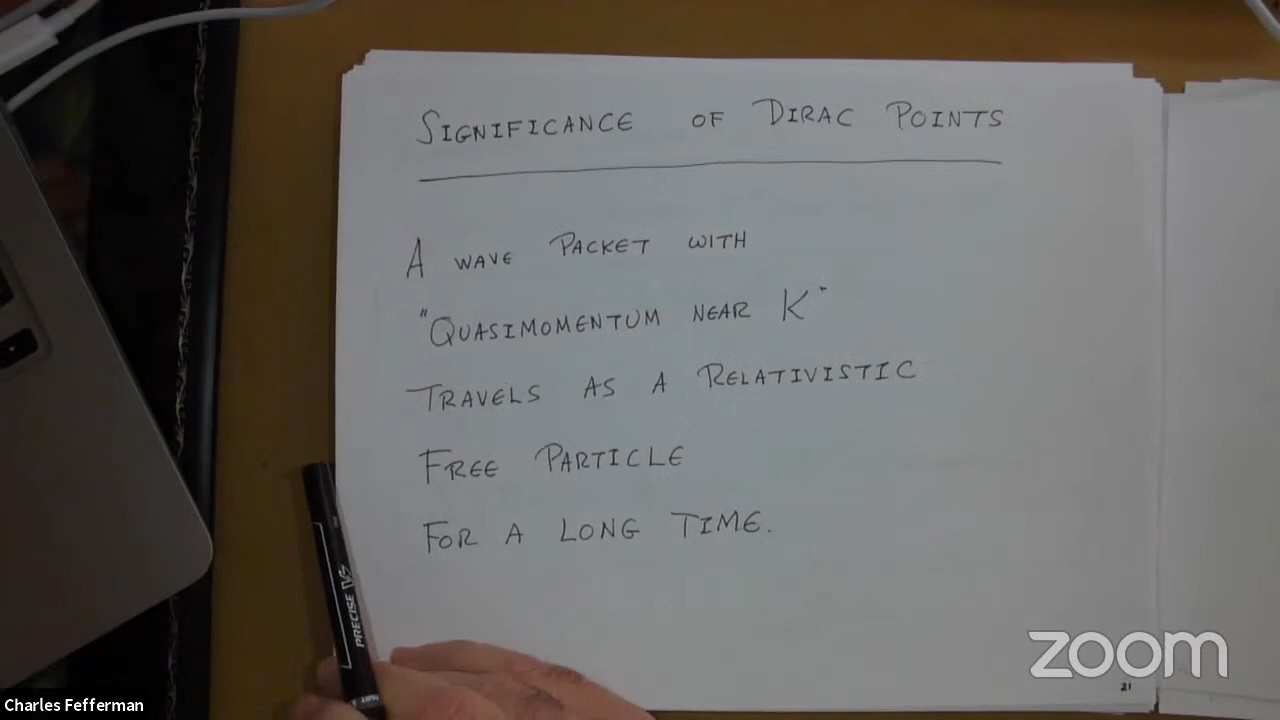 SIGNIFICANCE OF DIRAC POINTS
A WAVE PACKET WITH
"QUASIMOMENTUM NEAR K"
TRAVELS AS A RELATIVISTIC
FREE PARTICLE
FOR A LONG TIME.
PRECISE V5
zoom
21
Charles Fefferman